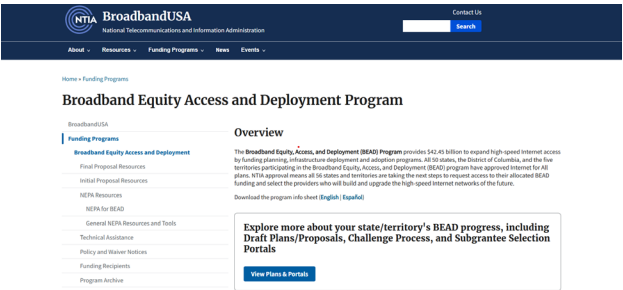 NTIA
BroadbandUSA
National Telecommunications and Information Administration
Contact Us
Search
About
Resources
Funding Programs
News
Events
Home » Funding Programs
Broadband Equity Access and Deployment Program
BroadbandUSA
Funding Programs
Broadband Equity Access and Deployment
Final Proposal Resources
Initial Proposal Resources
NEPA Resources
NEPA for BEAD
General NEPA Resources and Tools
Technical Assistance
Policy and Waiver Notices
Funding Recipients
Program Archive
Overview
The Broadband Equity, Access, and Deployment (BEAD) Program provides $42.45 billion to expand high-speed Internet access
by funding planning, infrastructure deployment and adoption programs. All 50 states, the District of Columbia, and the five
territories participating in the Broadband Equity, Access, and Deployment (BEAD) program have approved Internet for All
plans. NTIA approval means all 56 states and territories are taking the next steps to request access to their allocated BEAD
funding and select the providers who will build and upgrade the high-speed Internet networks of the future.
Download the program info sheet (English | Español)
Explore more about your state/territory's BEAD progress, including
Draft Plans/Proposals, Challenge Process, and Subgrantee Selection
Portals
View Plans & Portals